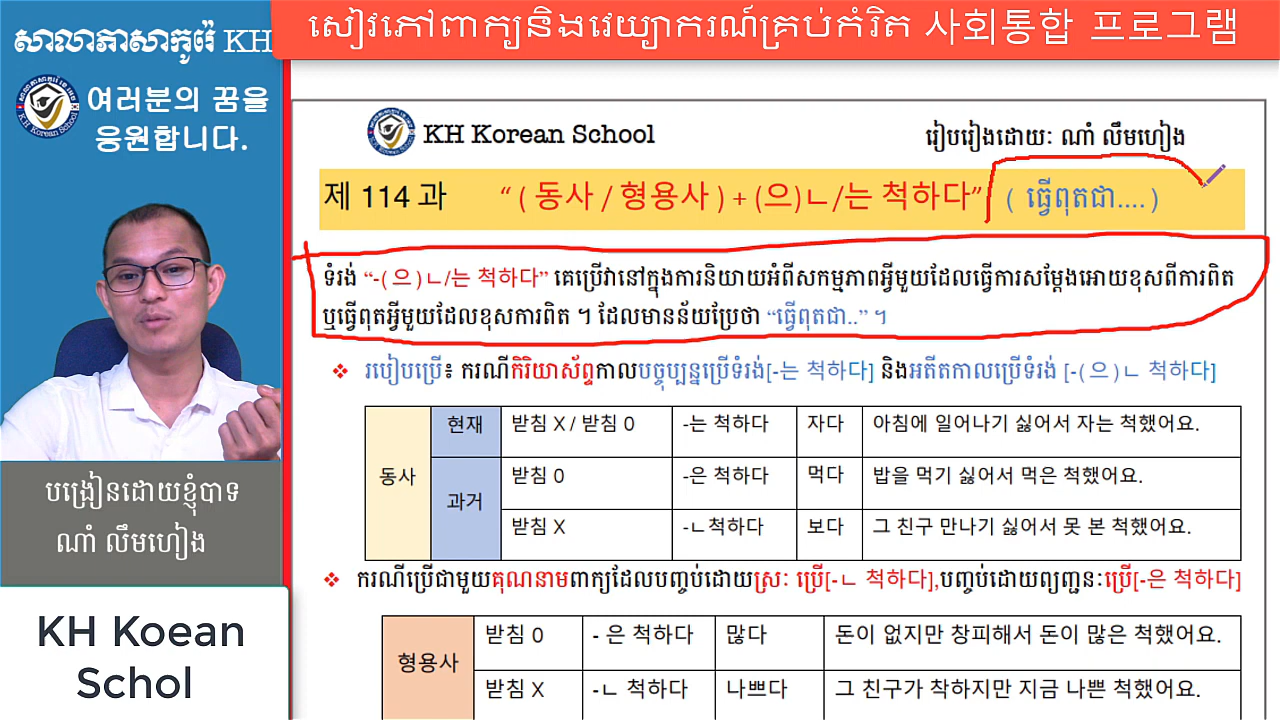 សាលាភាសាកូរ៉េ KH
សៀវភៅពាក្យនិងវេយ្យាករណ៍គ្រប់កំរិត 사회통합 프로그램
여러분의 꿈을
응원합니다.
KH Korean School
រៀបរៀងដោយ: ណាំ លឹមហៀង
제 114 과 “ ( 동사 / 형용사 ) + (으)ㄴ/는 척하다” ( ធ្វើពុតជា.... )
ទំរង់ “-(으)ㄴ/는 척하다” គេប្រើវានៅក្នុងការនិយាយអំពីសកម្មភាពអ្វីមួយដែលធ្វើការសម្តែងអោយខុសពីការពិត
ឬធ្វើពុតអ្វីមួយដែលខុសការពិត ។ ដែលមានន័យប្រែថា “ធ្វើពុតជា..” ។
❖ របៀបប្រើ៖ ករណីកិរិយាស័ព្ទកាលបច្ចុប្បន្នប្រើទំរង់[-는 척하다] និងអតីតកាលប្រើទំរង់ [-(으)ㄴ 척하다]
동사 현재 받침 X / 받침 0 -는 척하다 자다 아침에 일어나기 싫어서 자는 척했어요.
과거 받침 0 -은 척하다 먹다 밥을 먹기 싫어서 먹은 척했어요.
받침 X -ㄴ척하다 보다 그 친구 만나기 싫어서 못 본 척했어요.
❖ ករណីប្រើជាមួយគុណនាមពាក្យដែលបញ្ចប់ដោយស្រ: ប្រើ[-ㄴ 척하다],បញ្ចប់ដោយព្យញ្ជនៈប្រើ[-은 척하다]
형용사 받침 0 - 은 척하다 많다 돈이 없지만 창피해서 돈이 많은 척했어요.
받침 X -ㄴ 척하다 나쁘다 그 친구가 착하지만 지금 나쁜 척했어요.
បង្រៀនដោយខ្ញុំបាទ
ណាំ លឹមហៀង
KH Koean
Schol